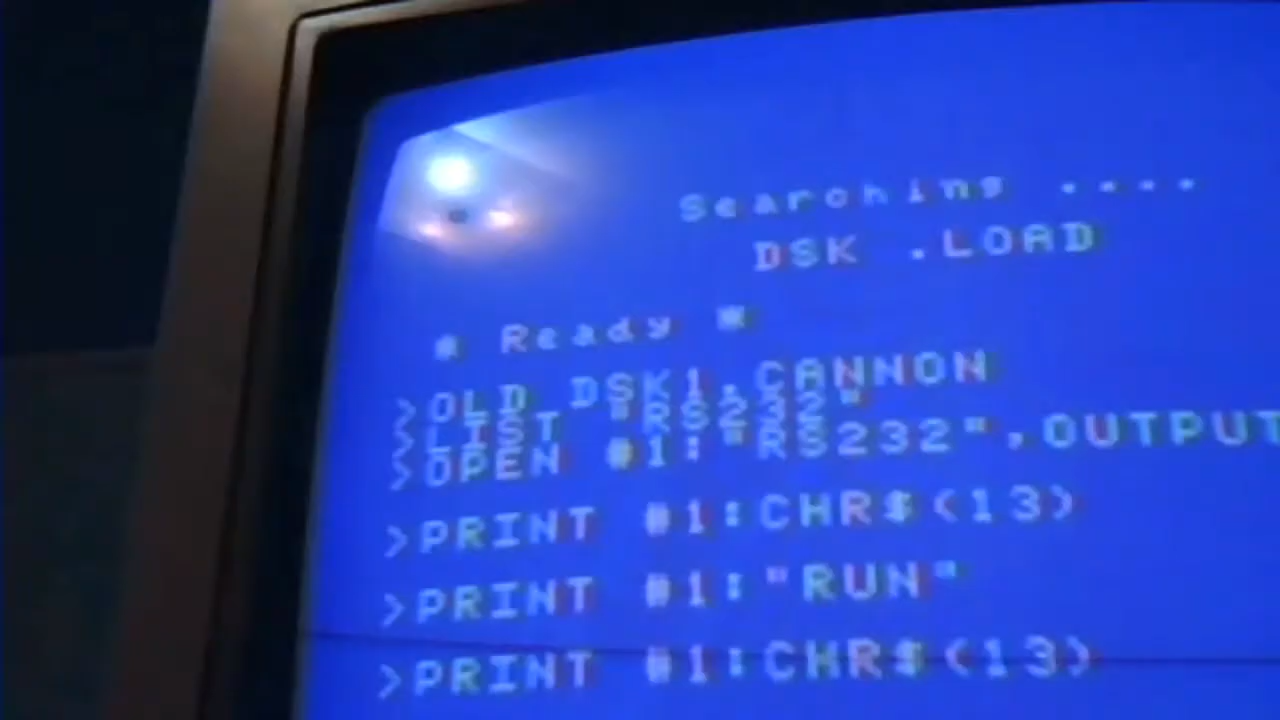 Searching ....
DSK .LOAD
* Ready *
>OLD DSK1.CANNON
>LIST "RS232"
>OPEN #1:"RS232",OUTPUT
>PRINT #1:CHR$(13)
>PRINT #1:"RUN"
>PRINT #1:CHR$(13)